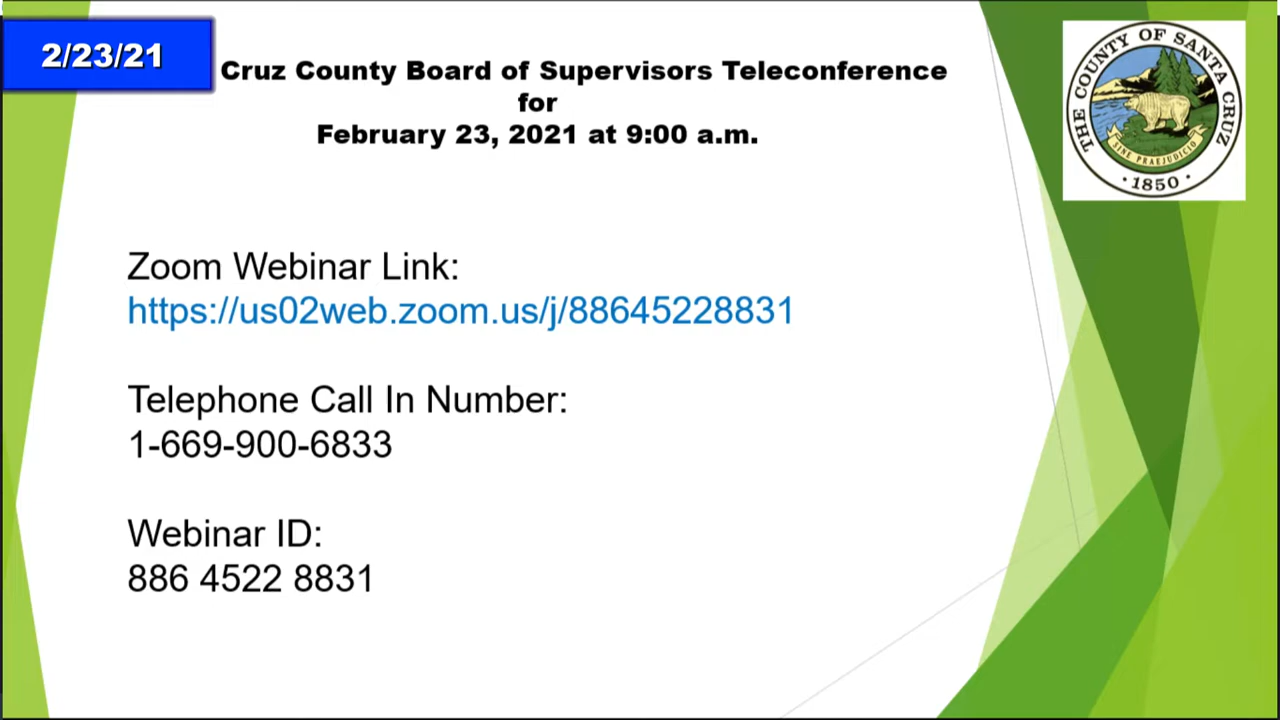 2/23/21
Cruz County Board of Supervisors Teleconference
for
February 23, 2021 at 9:00 a.m.
THE COUNTY OF SANTA CRUZ
SINE PRAEJUDICIO
· 1850 ·
Zoom Webinar Link:
https://us02web.zoom.us/j/88645228831
Telephone Call In Number:
1-669-900-6833
Webinar ID:
886 4522 8831